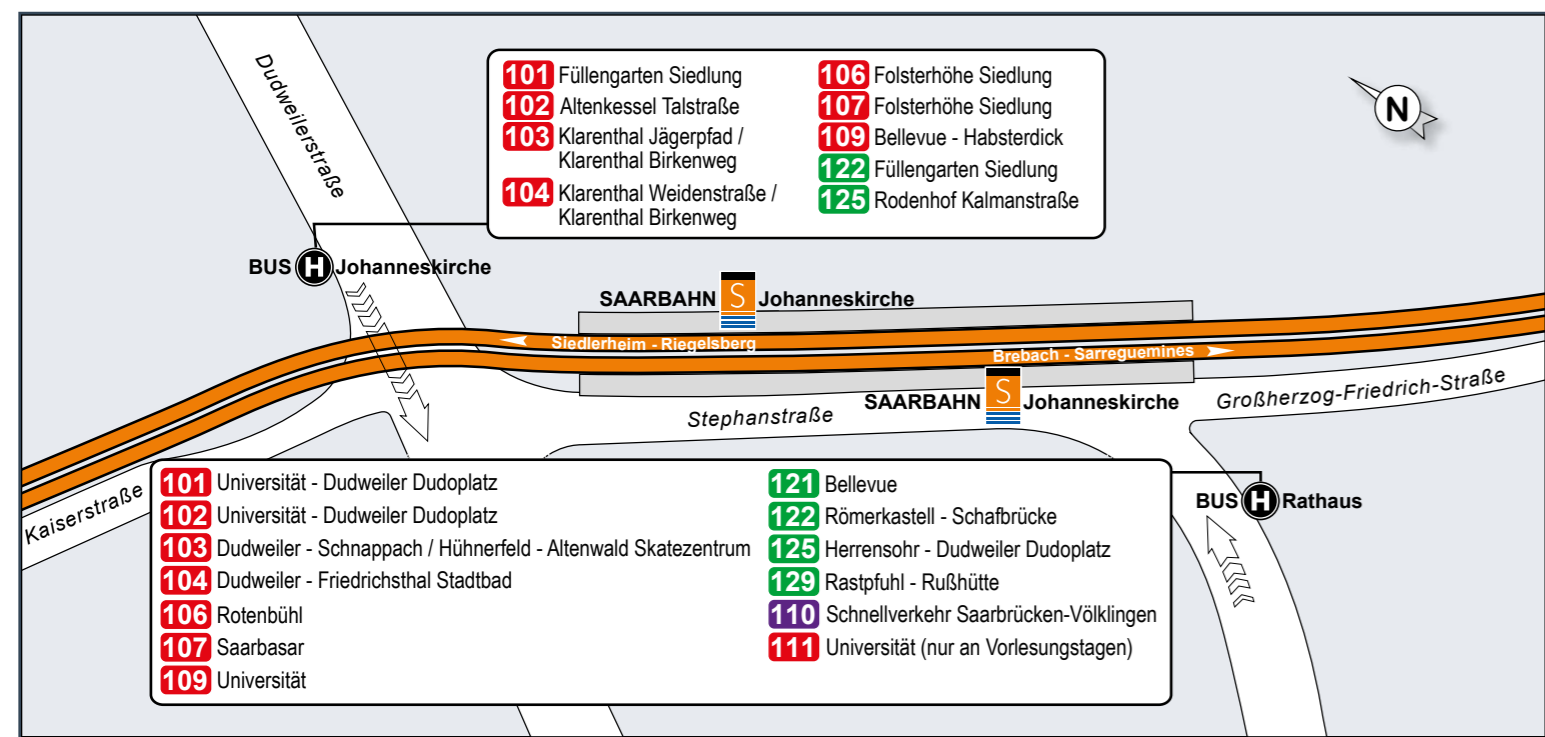 Dudweilerstraße
101 Füllengarten Siedlung
102 Altenkessel Talstraße
103 Klarenthal Jägerpfad /
Klarenthal Birkenweg
104 Klarenthal Weidenstraße /
Klarenthal Birkenweg
106 Folsterhöhe Siedlung
107 Folsterhöhe Siedlung
109 Bellevue - Habsterdick
122 Füllengarten Siedlung
125 Rodenhof Kalmanstraße
N
BUS H Johanneskirche
SAARBAHN S Johanneskirche
Siedlerheim - Riegelsberg
Brebach - Sarreguemines
SAARBAHN S Johanneskirche
Stephanstraße
Großherzog-Friedrich-Straße
Kaiserstraße
101 Universität - Dudweiler Dudoplatz
102 Universität - Dudweiler Dudoplatz
103 Dudweiler - Schnappach / Hühnerfeld - Altenwald Skatezentrum
104 Dudweiler - Friedrichsthal Stadtbad
106 Rotenbühl
107 Saarbasar
109 Universität
121 Bellevue
122 Römerkastell - Schafbrücke
125 Herrensohr - Dudweiler Dudoplatz
129 Rastpfuhl - Rußhütte
110 Schnellverkehr Saarbrücken-Völklingen
111 Universität (nur an Vorlesungstagen)
BUS H Rathaus